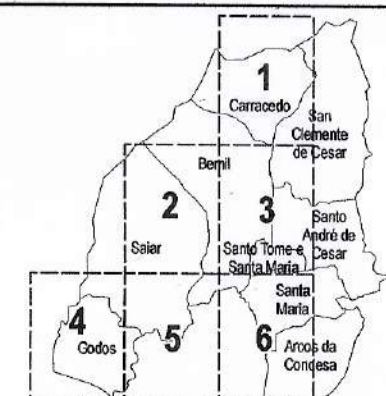 1
Carracedo
San
Clemente
de Cesar
Bemil
2
3
Saiar
Santo
André de
Cesar
Santo Tome e
Santa Maria
Santa
Maria
4
Godos
5
6
Arcos da
Condesa